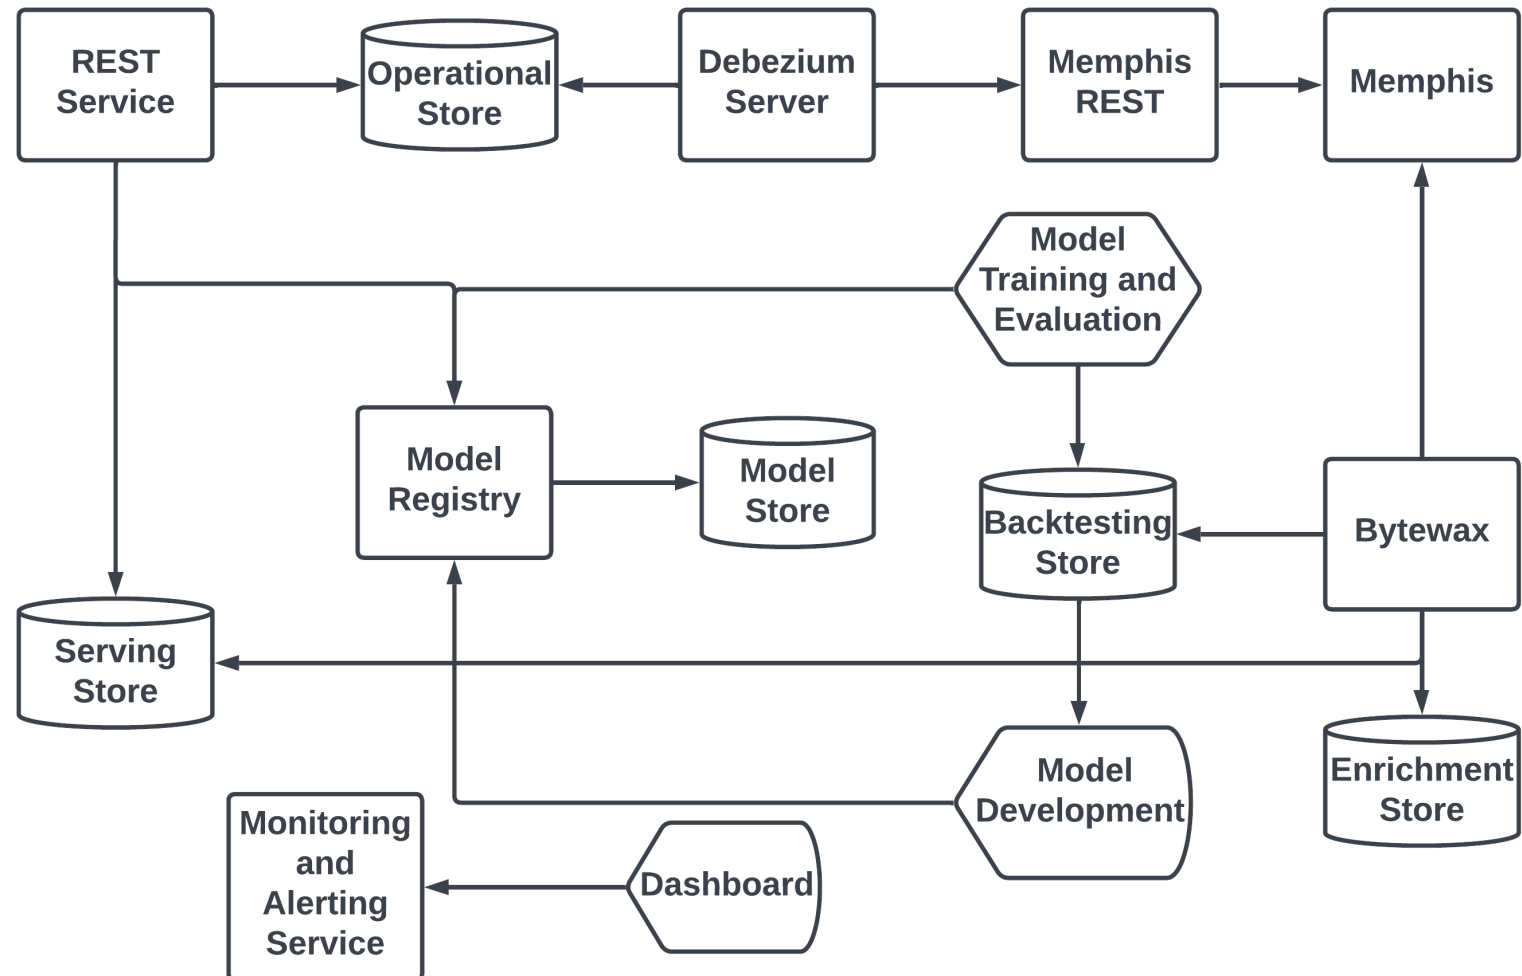 REST
Service
Operational
Store
Debezium
Server
Memphis
REST
Memphis
Model
Training and
Evaluation
Model
Registry
Model
Store
Backtesting
Store
Bytewax
Serving
Store
Model
Development
Enrichment
Store
Monitoring
and
Alerting
Service
Dashboard